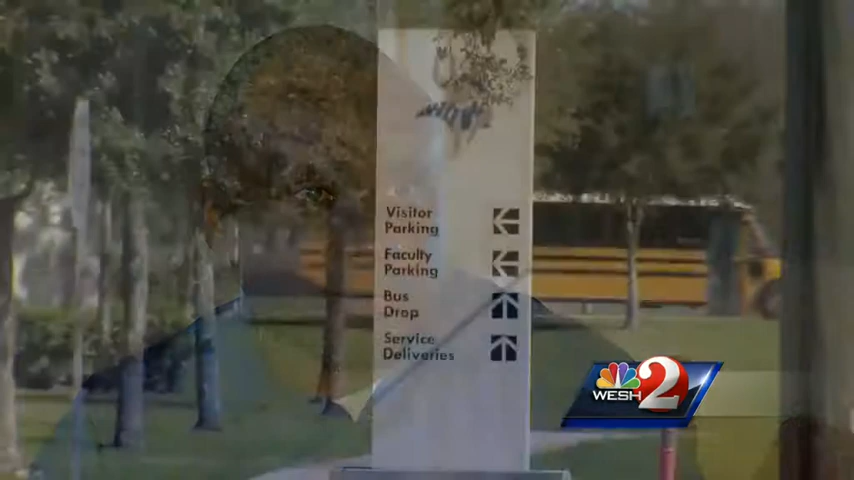 Visitor
Parking
Faculty
Parking
Bus
Drop
Service
Deliveries
WESH 2